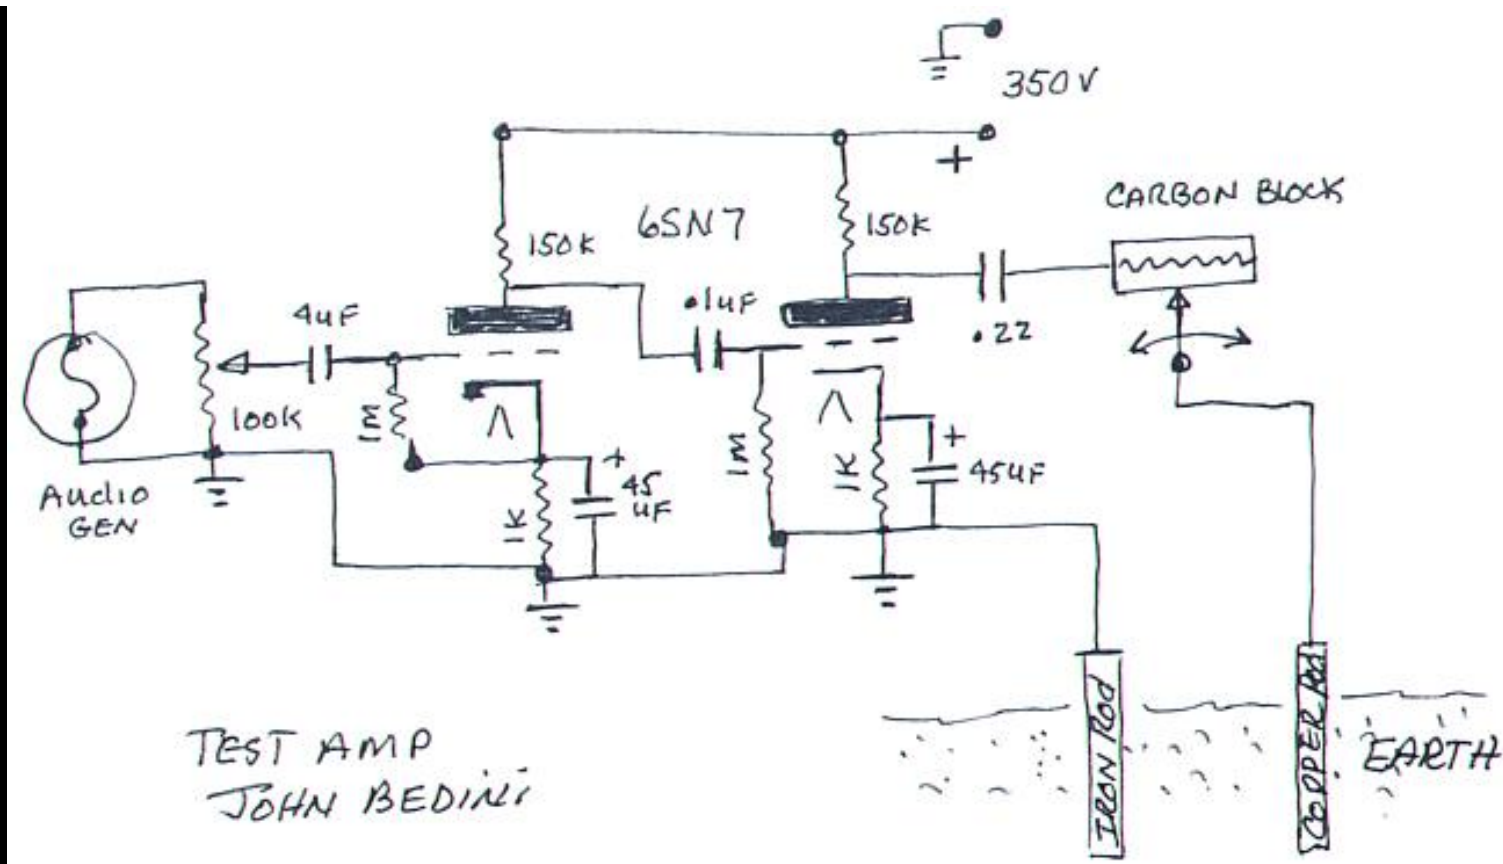 350V
+
CARBON BLOCK
6SN7
150K
150K
4uF
.1uF
.22
100K
1M
+
45
uF
1K
1M
1K
+
45uF
Audio
GEN
IRON Rod
COPPER Rod
EARTH
TEST AMP
JOHN BEDINI